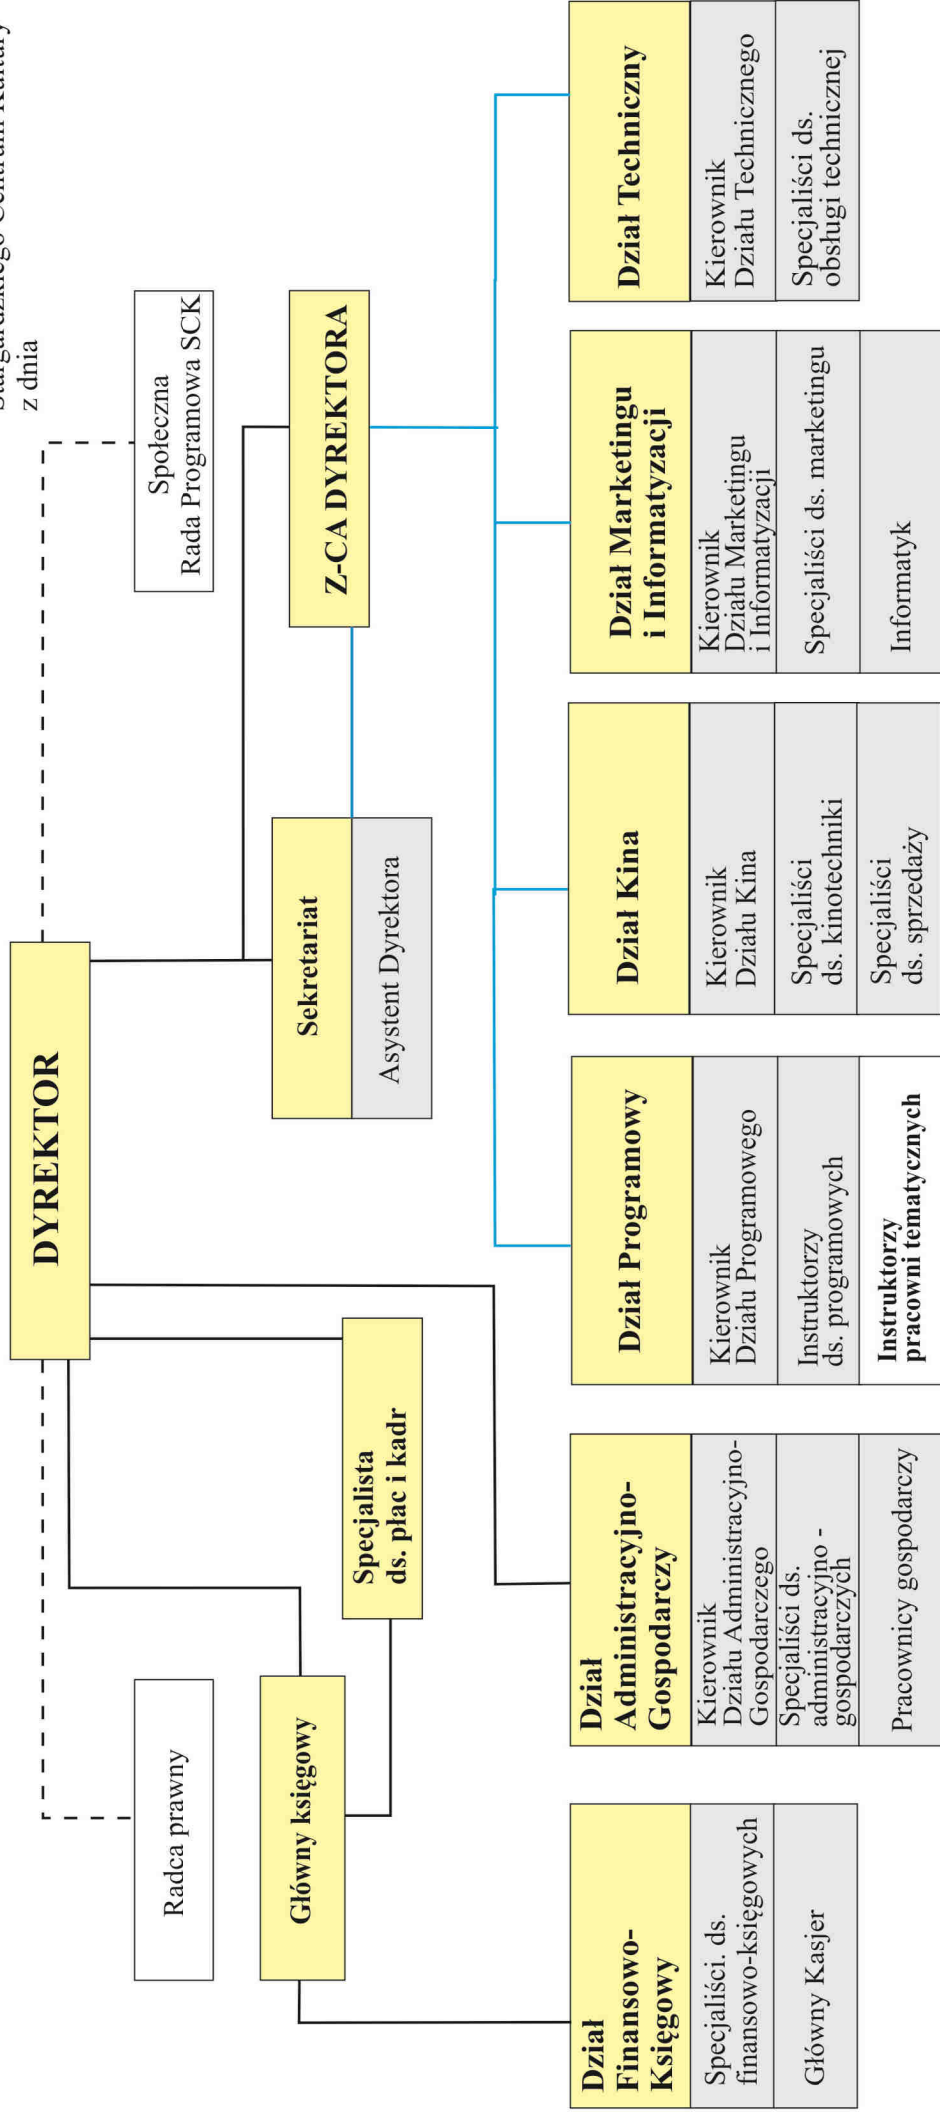 Stargardzkiego Centrum Kultury
z dnia
DYREKTOR
Radca prawny
Społeczna
Rada Programowa SCK
Główny księgowy
Specjalista
ds. płac i kadr
Sekretariat
Asystent Dyrektora
Z-CA DYREKTORA
Dział
Finansowo-
Księgowy
Specjaliści. ds.
finansowo-księgowych
Główny Kasjer
Dział
Administracyjno-
Gospodarczy
Kierownik
Działu Administracyjno-
Gospodarczego
Specjaliści ds.
administracyjno -
gospodarczych
Pracownicy gospodarczy
Dział Programowy
Kierownik
Działu Programowego
Instruktorzy
ds. programowych
Instruktorzy
pracowni tematycznych
Dział Kina
Kierownik
Działu Kina
Specjaliści
ds. kinotechniki
Specjaliści
ds. sprzedaży
Dział Marketingu
i Informatyzacji
Kierownik
Działu Marketingu
i Informatyzacji
Specjaliści ds. marketingu
Informatyk
Dział Techniczny
Kierownik
Działu Technicznego
Specjaliści ds.
obsługi technicznej